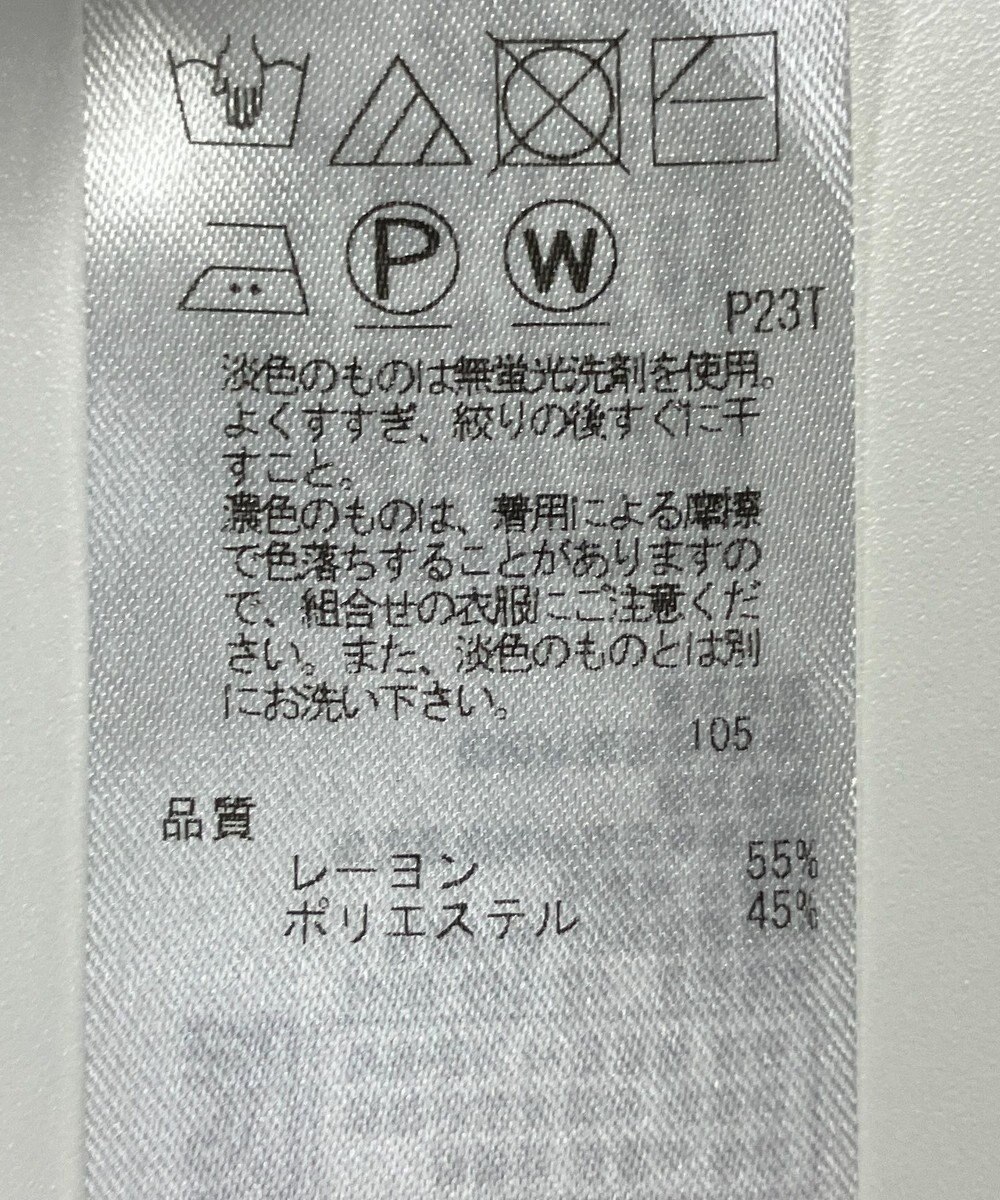 P W
P23T
淡色のものは無蛍光洗剤を使用。
よくすすぎ、絞りの後すぐに干
すこと。
濃色のものは、着用による摩擦
で色落ちすることがありますの
で、組合せの衣服にご注意くだ
さい。また、淡色のものとは別
にお洗い下さい。
105
品質
レーヨン 55%
ポリエステル 45%